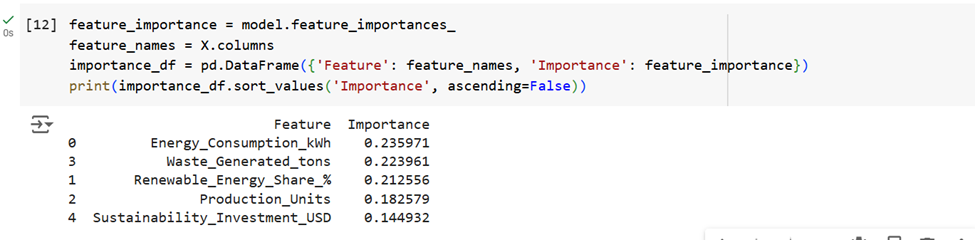 [12] feature_importance = model.feature_importances_
feature_names = X.columns
importance_df = pd.DataFrame({'Feature': feature_names, 'Importance': feature_importance})
print(importance_df.sort_values('Importance', ascending=False))
0s
Feature Importance
0 Energy_Consumption_kWh 0.235971
3 Waste_Generated_tons 0.223961
1 Renewable_Energy_Share_% 0.212556
2 Production_Units 0.182579
4 Sustainability_Investment_USD 0.144932